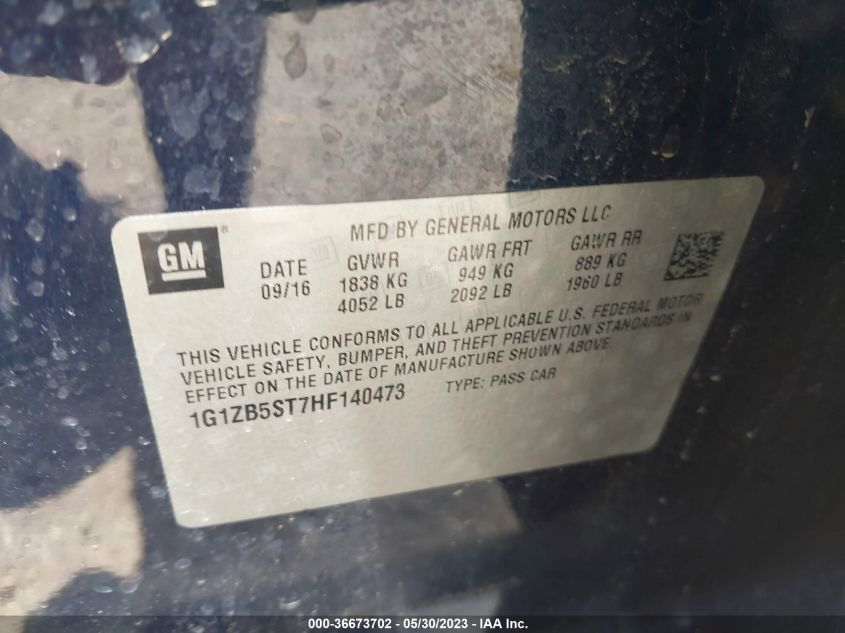 MFD BY GENERAL MOTORS LLC
GM
DATE GVWR GAWR FRT GAWR RR
09/16 1838 KG 949 KG 889 KG
4052 LB 2092 LB 1960 LB
THIS VEHICLE CONFORMS TO ALL APPLICABLE U.S. FEDERAL MOTOR
VEHICLE SAFETY, BUMPER, AND THEFT PREVENTION STANDARDS IN
EFFECT ON THE DATE OF MANUFACTURE SHOWN ABOVE.
1G1ZB5ST7HF140473 TYPE: PASS CAR
000-36673702 - 05/30/2023 - IAA Inc.